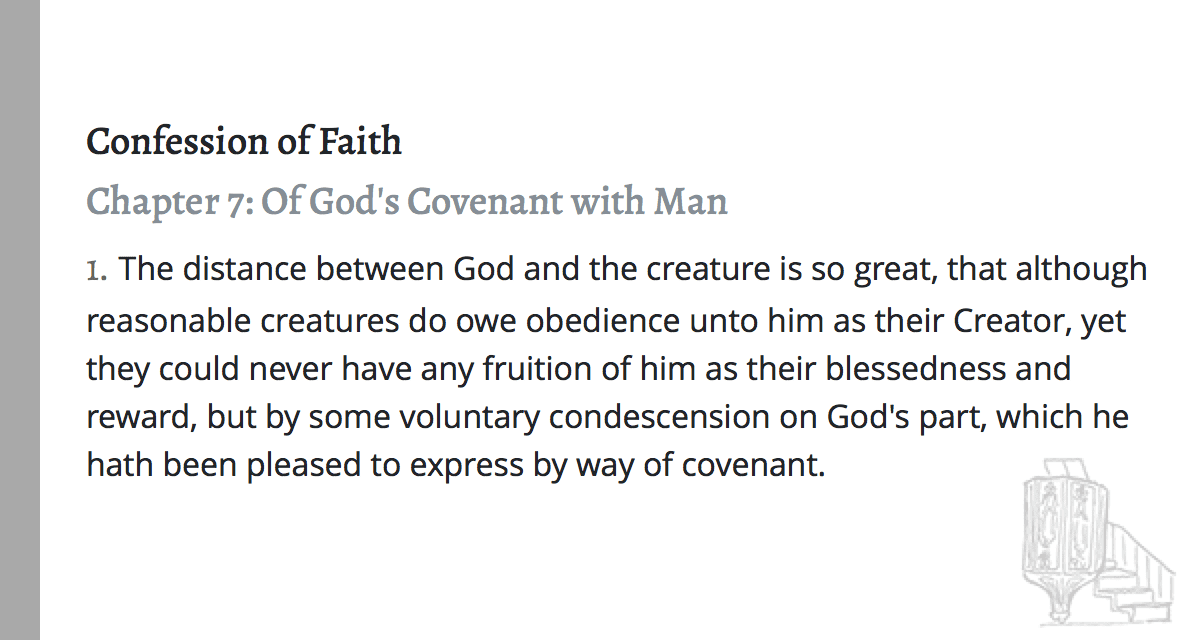 Confession of Faith
Chapter 7: Of God's Covenant with Man
1. The distance between God and the creature is so great, that although
reasonable creatures do owe obedience unto him as their Creator, yet
they could never have any fruition of him as their blessedness and
reward, but by some voluntary condescension on God's part, which he
hath been pleased to express by way of covenant.